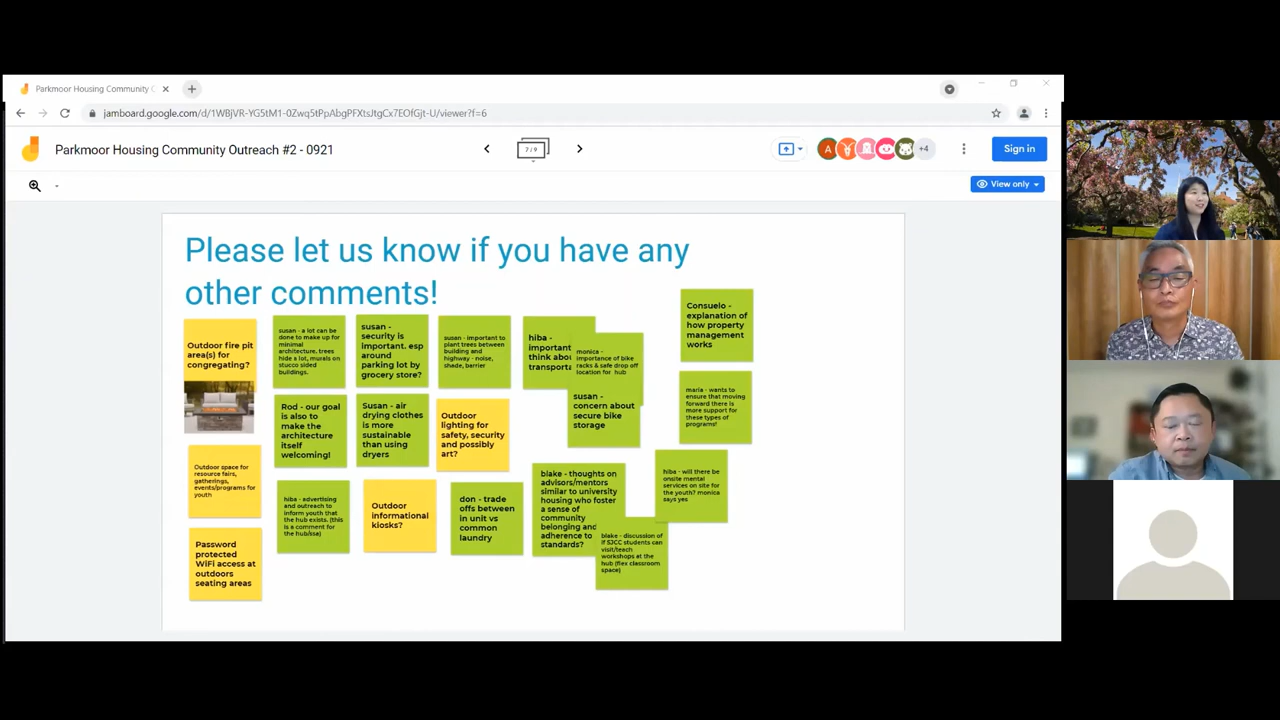 Parkmoor Housing Community C
jamboard.google.com/d/1WBjVR-YG5tM1-0Zwq5tPpAbgPFXtsJtgCx7EOfGjt-U/viewer?f=6
Parkmoor Housing Community Outreach #2 - 0921
7/9
A
+4
Sign in
View only
Please let us know if you have any
other comments!
Outdoor fire pit
area(s) for
congregating?
susan - a lot can be
done to make up for
minimal
architecture, trees
hide a lot, murals on
stucco sided
buildings.
susan -
security is
important. esp
around
parking lot by
grocery store?
susan - important to
plant trees between
building and
highway - noise,
shade, barrier
hiba -
important
think abou
transporta
monica -
importance of bike
racks & safe drop off
location for hub
Consuelo -
explanation of
how property
management
works
Rod - our goal
is also to
make the
architecture
itself
welcoming!
Susan - air
drying clothes
is more
sustainable
than using
dryers
Outdoor
lighting for
safety, security
and possibly
art?
susan -
concern about
secure bike
storage
maria - wants to
ensure that moving
forward there is
more support for
these types of
programs!
Outdoor space for
resource fairs,
gatherings,
events/programs for
youth
hiba - advertising
and outreach to
inform youth that
the hub exists. (this
is a comment for
the hub/ssa)
Outdoor
informational
kiosks?
don - trade
offs between
in unit vs
common
laundry
blake - thoughts on
advisors/mentors
similar to university
housing who foster
a sense of
community
belonging and
adherence to
standards?
hiba - will there be
onsite mental
services on site for
the youth? monica
says yes
Password
protected
WiFi access at
outdoors
seating areas
blake - discussion of
if SJCC students can
visit/teach
workshops at the
hub (flex classroom
space)